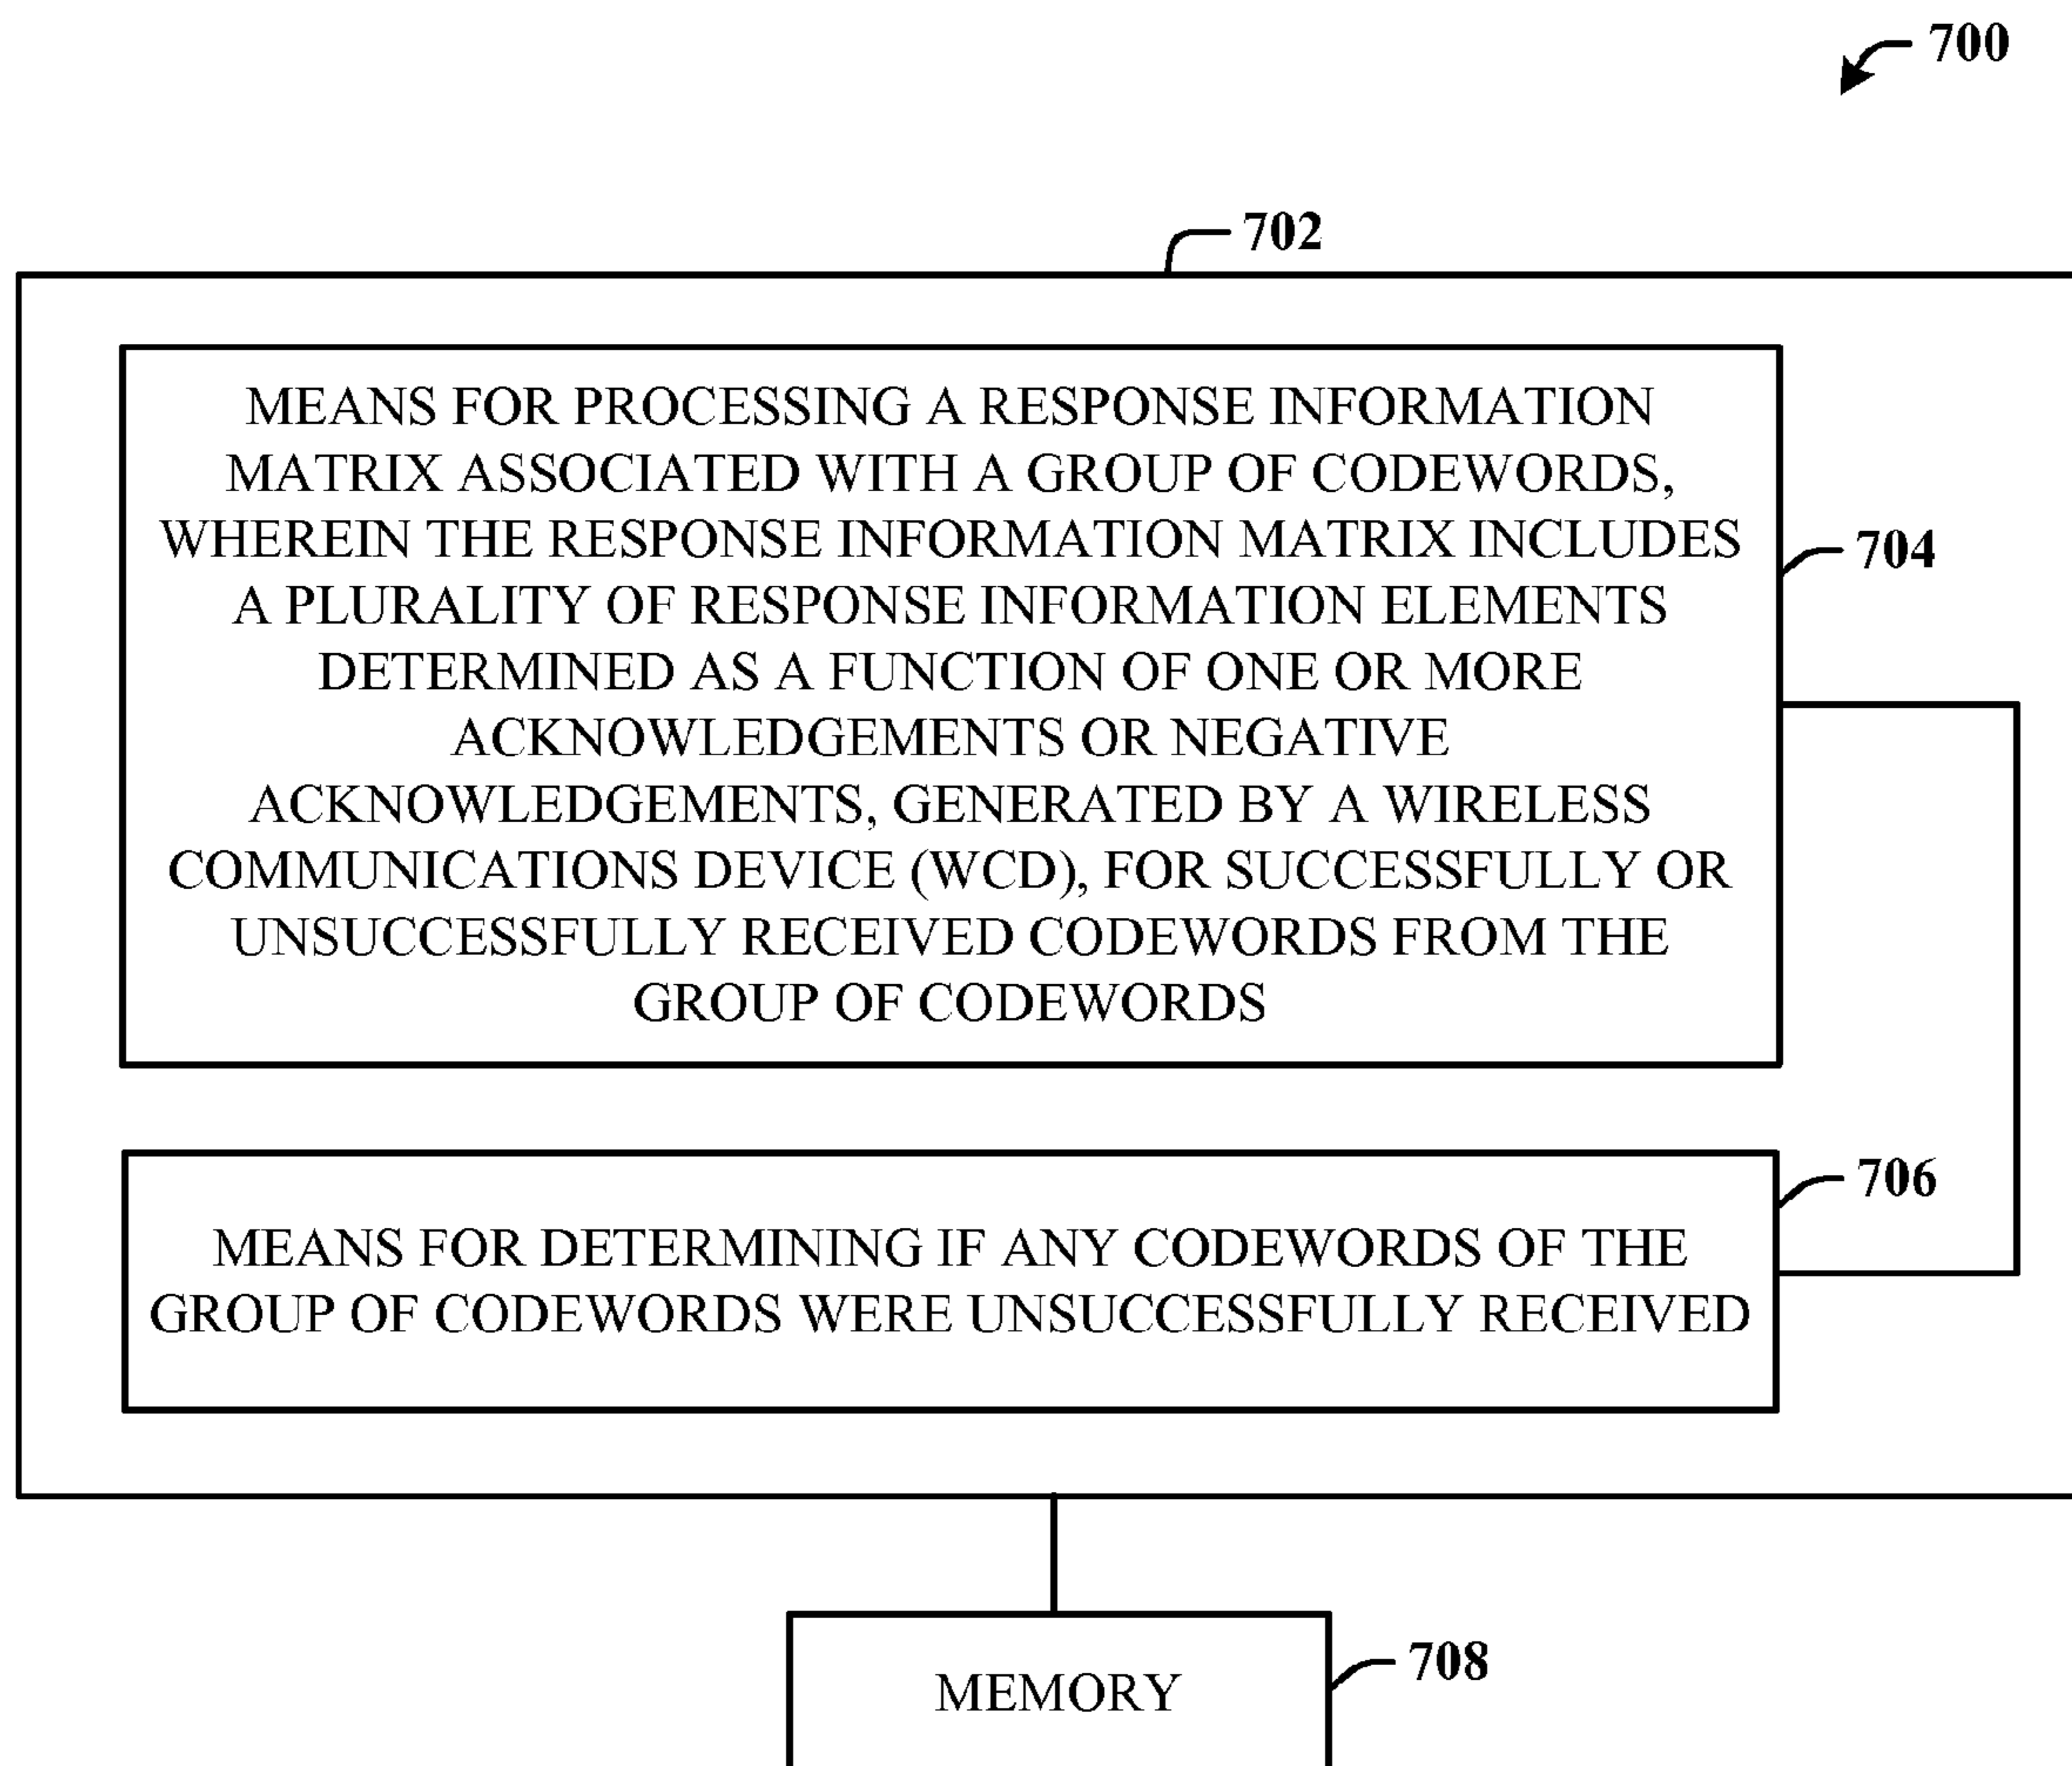 700
702
MEANS FOR PROCESSING A RESPONSE INFORMATION
MATRIX ASSOCIATED WITH A GROUP OF CODEWORDS,
WHEREIN THE RESPONSE INFORMATION MATRIX INCLUDES
A PLURALITY OF RESPONSE INFORMATION ELEMENTS
DETERMINED AS A FUNCTION OF ONE OR MORE
ACKNOWLEDGEMENTS OR NEGATIVE
ACKNOWLEDGEMENTS, GENERATED BY A WIRELESS
COMMUNICATIONS DEVICE (WCD), FOR SUCCESSFULLY OR
UNSUCCESSFULLY RECEIVED CODEWORDS FROM THE
GROUP OF CODEWORDS
704
MEANS FOR DETERMINING IF ANY CODEWORDS OF THE
GROUP OF CODEWORDS WERE UNSUCCESSFULLY RECEIVED
706
MEMORY
708